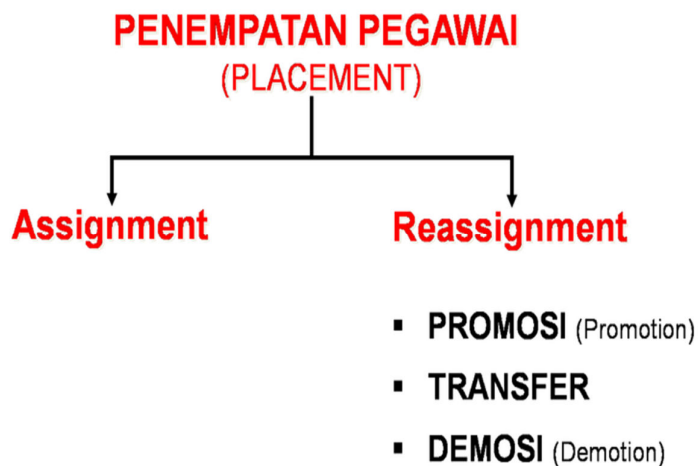 PENEMPATAN PEGAWAI
(PLACEMENT)
Assignment
Reassignment
▪ PROMOSI (Promotion)
▪ TRANSFER
▪ DEMOSI (Demotion)